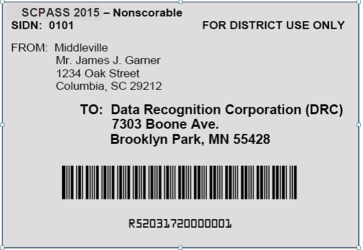 SCPASS 2015 – Nonscorable
SIDN: 0101 FOR DISTRICT USE ONLY
FROM: Middleville
Mr. James J. Garner
1234 Oak Street
Columbia, SC 29212
TO: Data Recognition Corporation (DRC)
7303 Boone Ave.
Brooklyn Park, MN 55428
R52031720000001